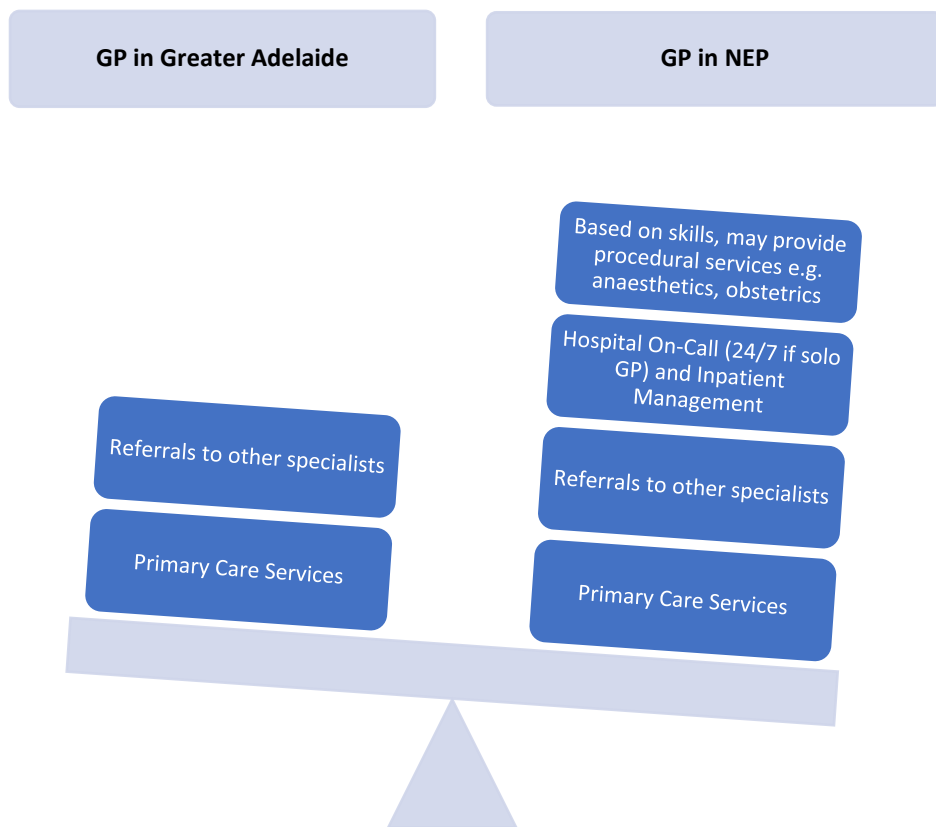 GP in Greater Adelaide
GP in NEP
Based on skills, may provide
procedural services e.g.
anaesthetics, obstetrics
Hospital On-Call (24/7 if solo
GP) and Inpatient
Management
Referrals to other specialists
Referrals to other specialists
Primary Care Services
Primary Care Services